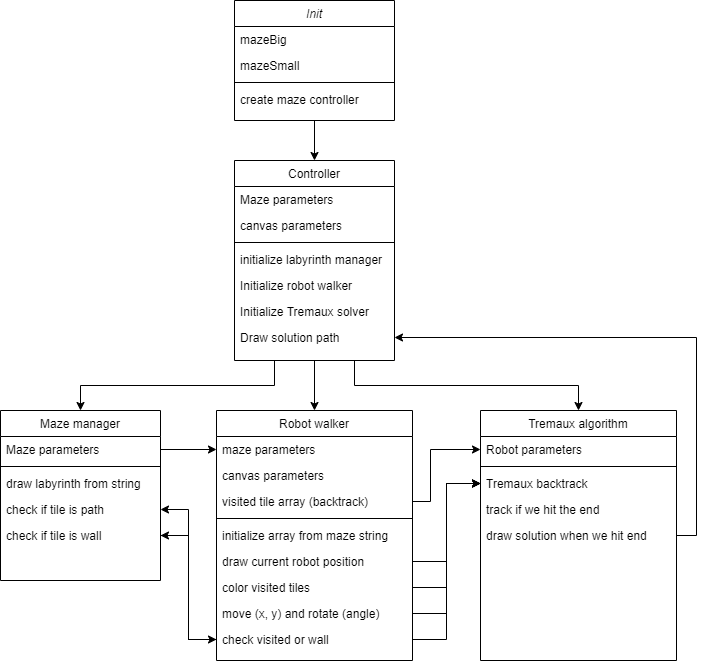 Init
mazeBig
mazeSmall
create maze controller
Controller
Maze parameters
canvas parameters
initialize labyrinth manager
Initialize robot walker
Initialize Tremaux solver
Draw solution path
Maze manager
Maze parameters
draw labyrinth from string
check if tile is path
check if tile is wall
Robot walker
maze parameters
canvas parameters
visited tile array (backtrack)
initialize array from maze string
draw current robot position
color visited tiles
move (x, y) and rotate (angle)
check visited or wall
Tremaux algorithm
Robot parameters
Tremaux backtrack
track if we hit the end
draw solution when we hit end